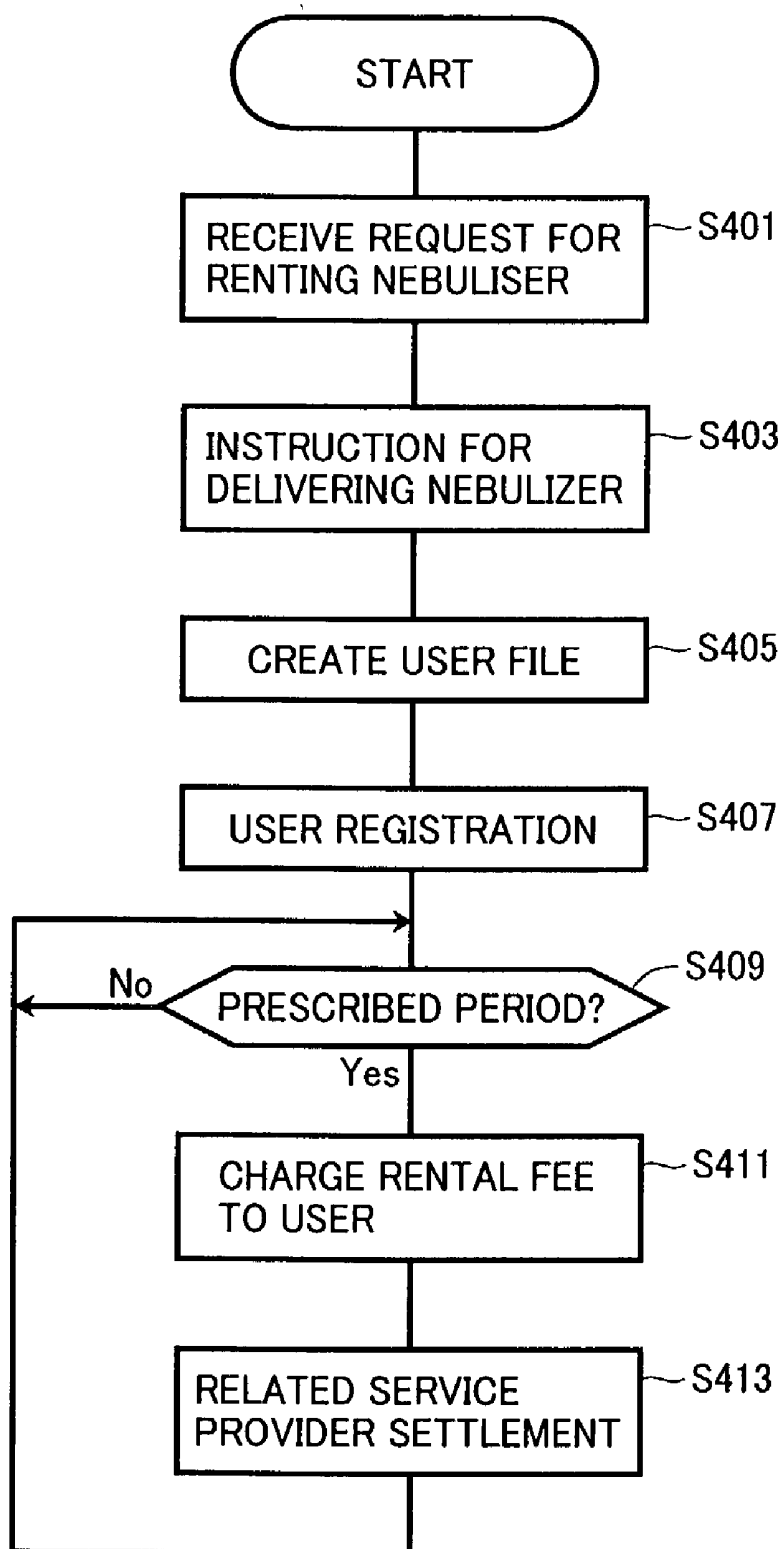 START
RECEIVE REQUEST FOR
RENTING NEBULISER
S401
INSTRUCTION FOR
DELIVERING NEBULIZER
S403
CREATE USER FILE
S405
USER REGISTRATION
S407
PRESCRIBED PERIOD?
S409
No
Yes
CHARGE RENTAL FEE
TO USER
S411
RELATED SERVICE
PROVIDER SETTLEMENT
S413